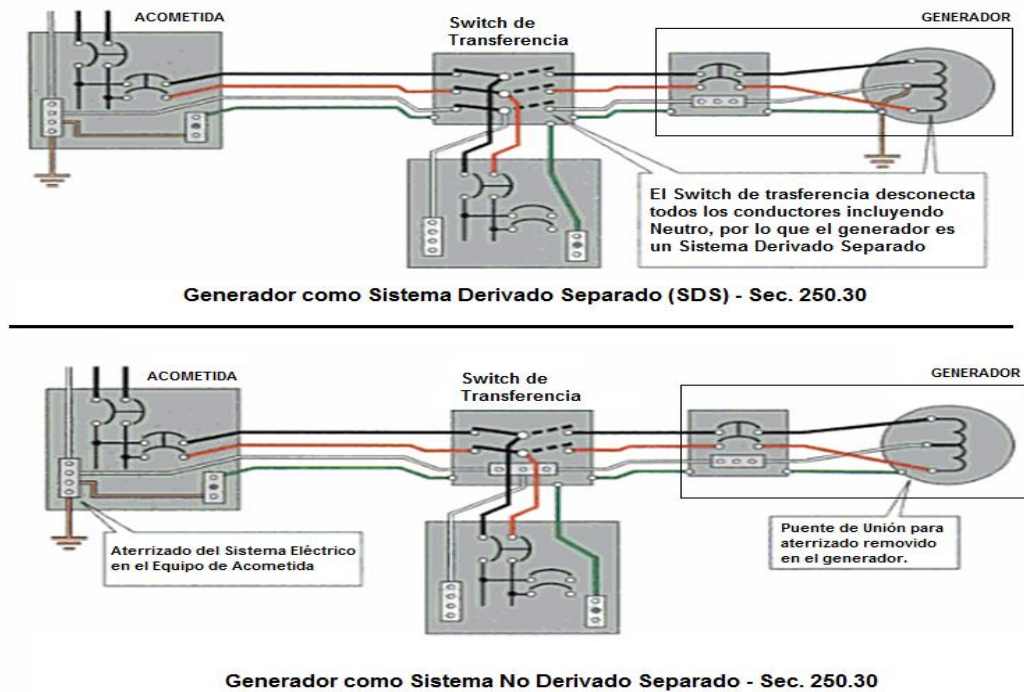 ACOMETIDA
Switch de
Transferencia
GENERADOR
El Switch de trasferencia desconecta
todos los conductores incluyendo
Neutro, por lo que el generador es
un Sistema Derivado Separado
Generador como Sistema Derivado Separado (SDS) - Sec. 250.30
ACOMETIDA
Switch de
Transferencia
GENERADOR
Aterrizado del Sistema Eléctrico
en el Equipo de Acometida
Puente de Unión para
aterrizado removido
en el generador.
Generador como Sistema No Derivado Separado - Sec. 250.30